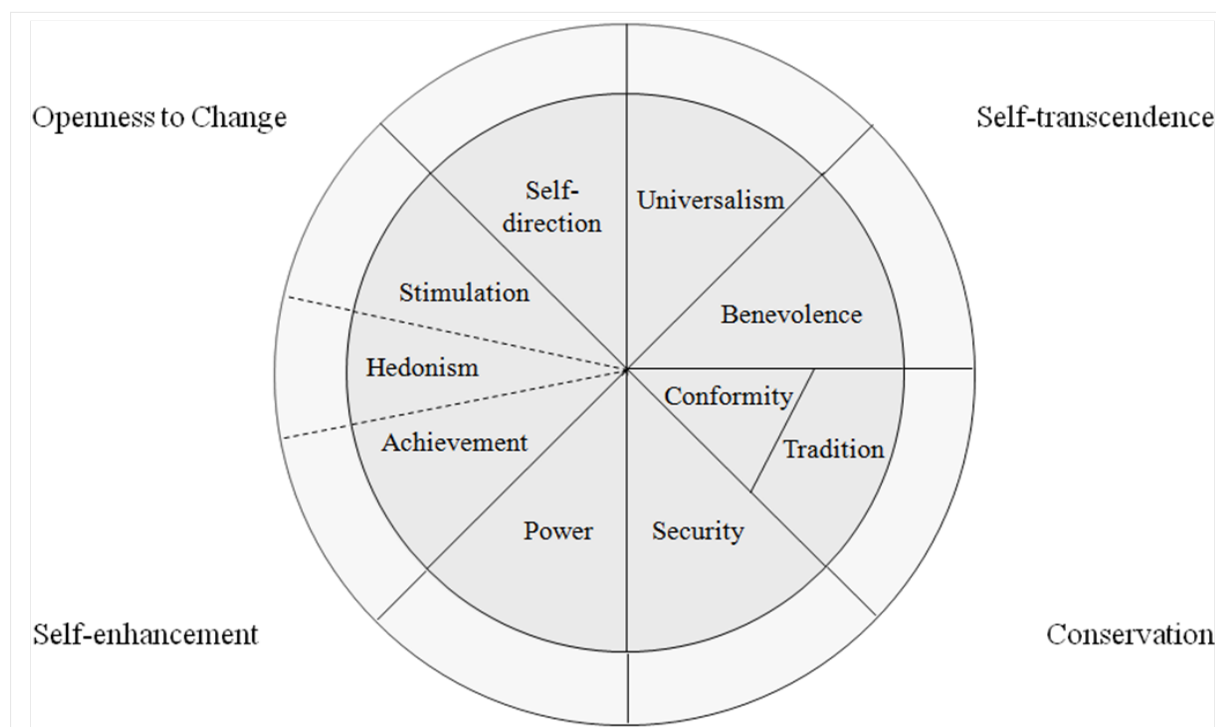 Openness to Change
Self-transcendence
Self-
direction
Universalism
Stimulation
Benevolence
Hedonism
Conformity
Achievement
Tradition
Power
Security
Self-enhancement
Conservation